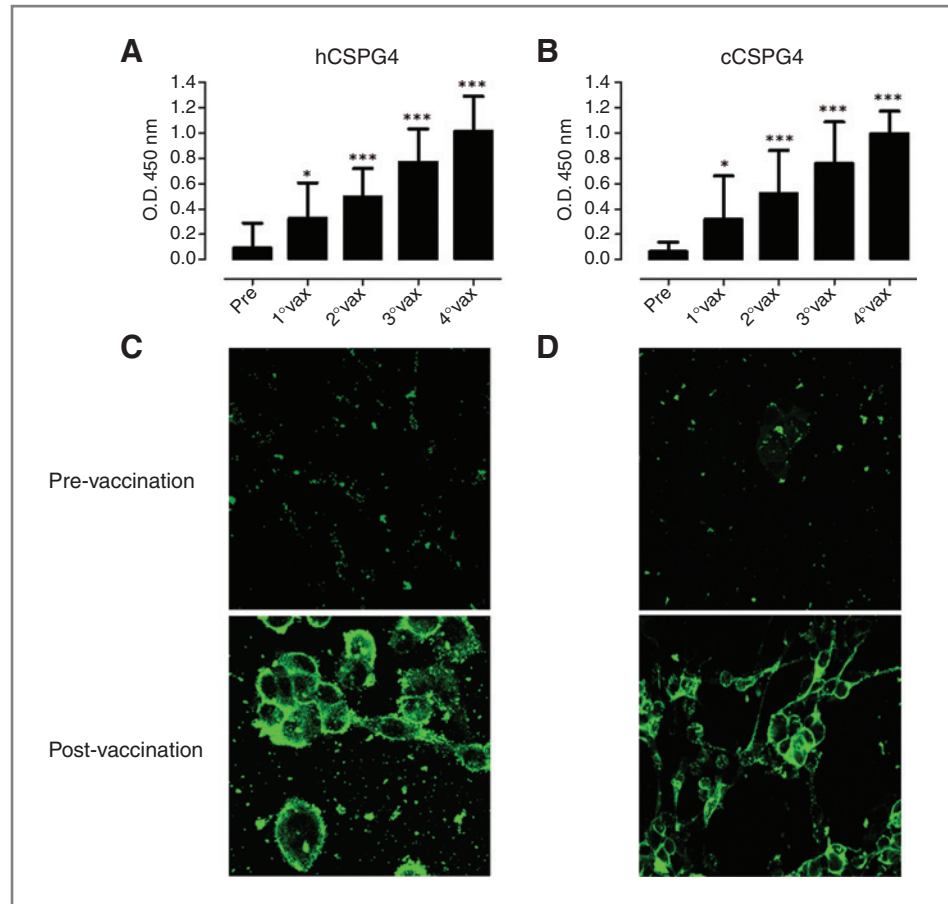 A
hCSPG4
O.D. 450 nm
1.4
1.2
1.0
0.8
0.6
0.4
0.2
0.0
*
***
***
***
Pre
1°vax
2°vax
3°vax
4°vax
B
cCSPG4
O.D. 450 nm
1.4
1.2
1.0
0.8
0.6
0.4
0.2
0.0
*
***
***
***
Pre
1°vax
2°vax
3°vax
4°vax
C
D
Pre-vaccination
Post-vaccination